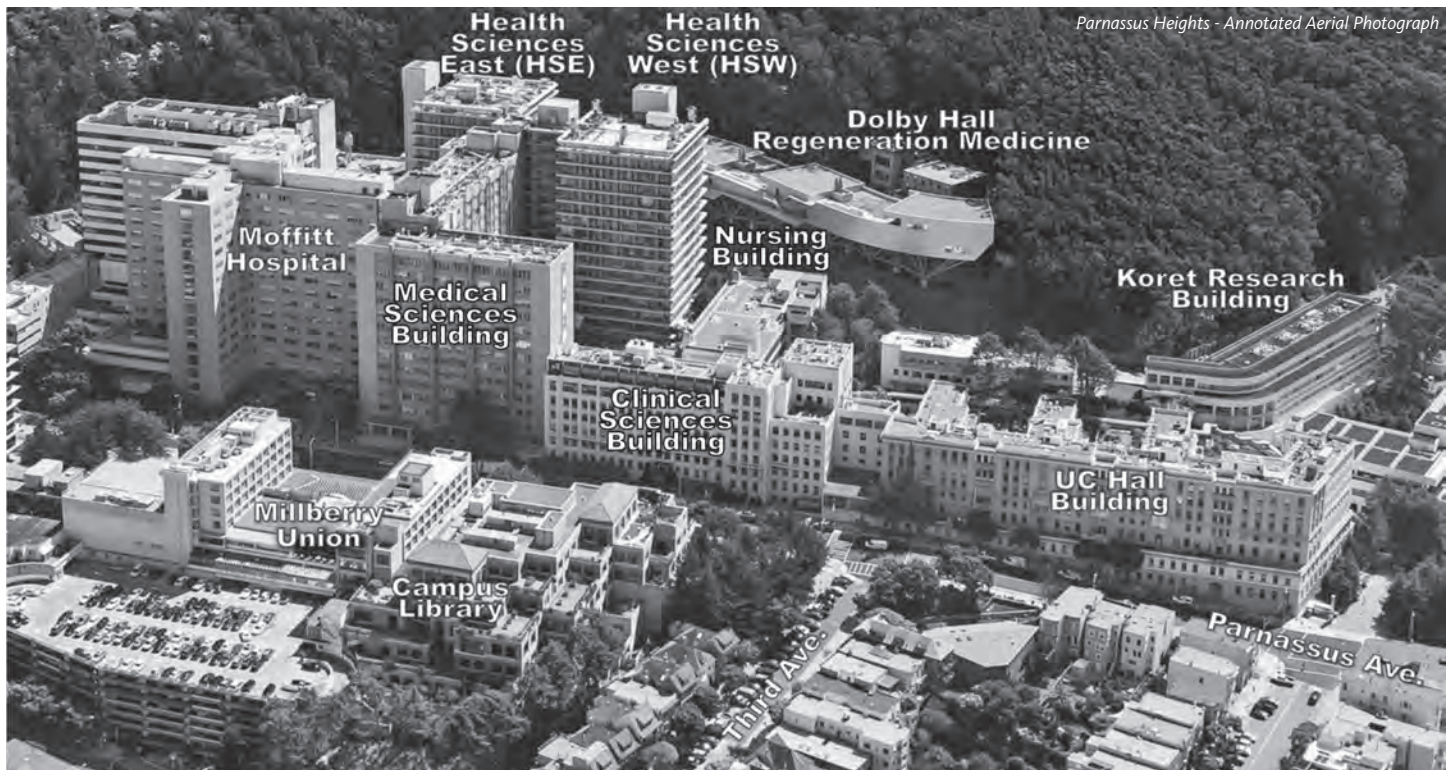 Parnassus Heights - Annotated Aerial Photograph
Health
Sciences
East (HSE)
Health
Sciences
West (HSW)
Dolby Hall
Regeneration Medicine
Moffitt
Hospital
Nursing
Building
Koret Research
Building
Medical
Sciences
Building
Clinical
Sciences
Building
UC Hall
Building
Millberry
Union
Campus
Library
Third Ave.
Parnassus Ave.